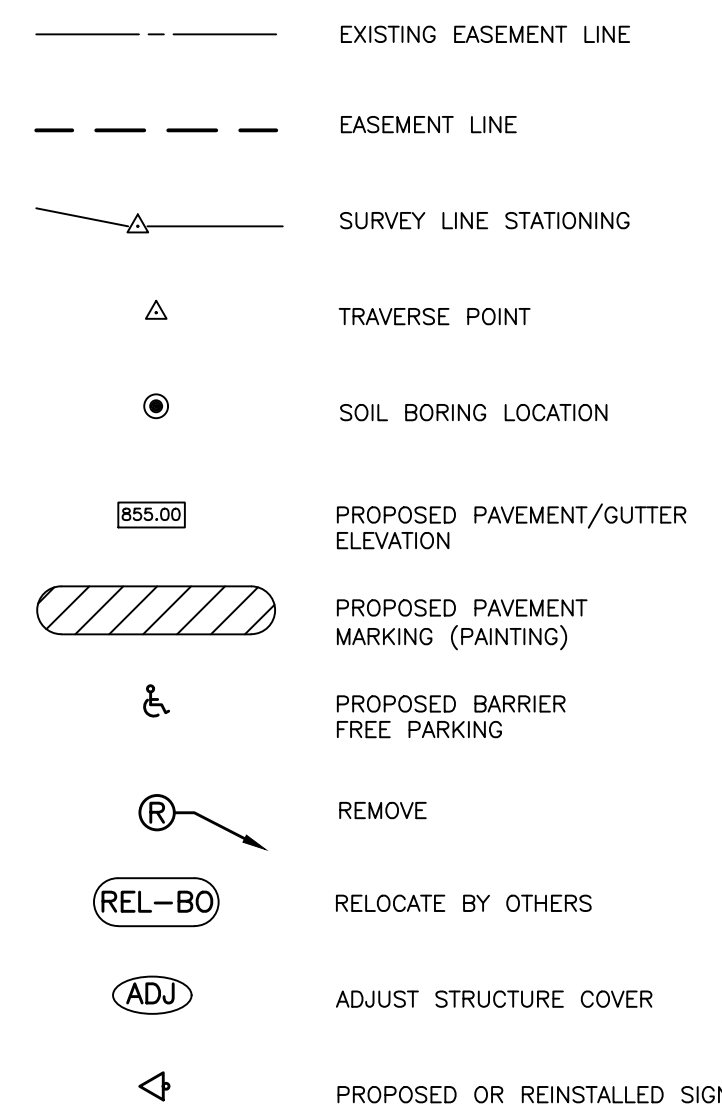 EXISTING EASEMENT LINE
EASEMENT LINE
SURVEY LINE STATIONING
TRAVERSE POINT
SOIL BORING LOCATION
855.00 PROPOSED PAVEMENT/GUTTER
ELEVATION
PROPOSED PAVEMENT
MARKING (PAINTING)
PROPOSED BARRIER
FREE PARKING
R REMOVE
REL-BO RELOCATE BY OTHERS
ADJ ADJUST STRUCTURE COVER
PROPOSED OR REINSTALLED SIGN